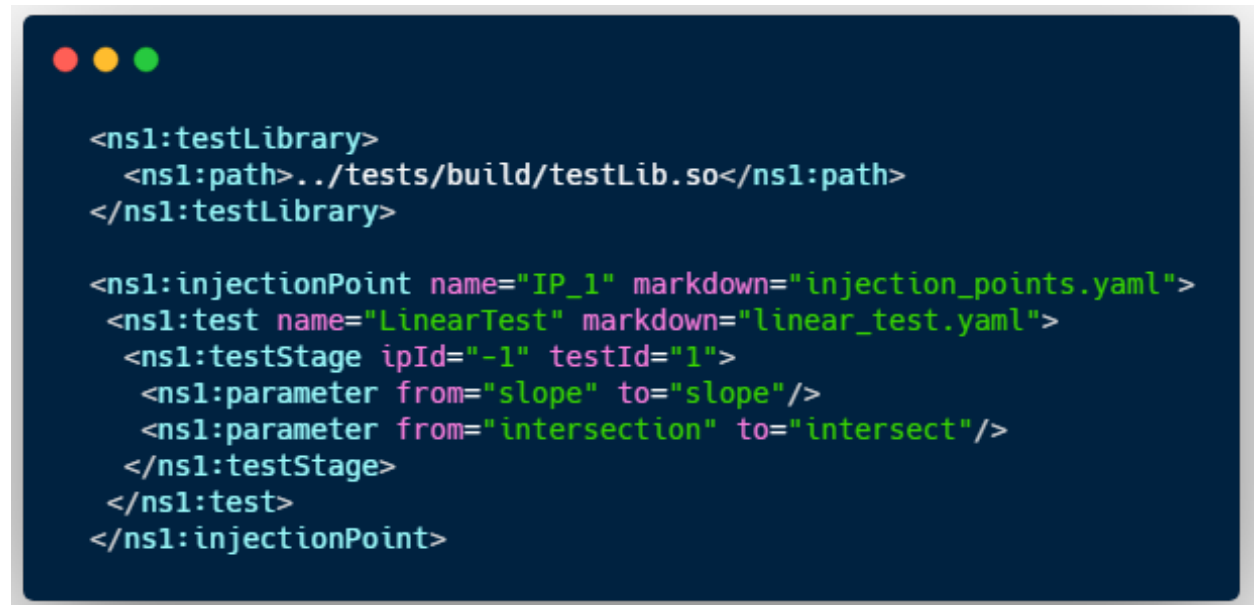 <ns1:testLibrary>
<ns1:path>../tests/build/testLib.so</ns1:path>
</ns1:testLibrary>
<ns1:injectionPoint name="IP_1" markdown="injection_points.yaml">
<ns1:test name="LinearTest" markdown="linear_test.yaml">
<ns1:testStage ipId="-1" testId="1">
<ns1:parameter from="slope" to="slope"/>
<ns1:parameter from="intersection" to="intersect"/>
</ns1:testStage>
</ns1:test>
</ns1:injectionPoint>